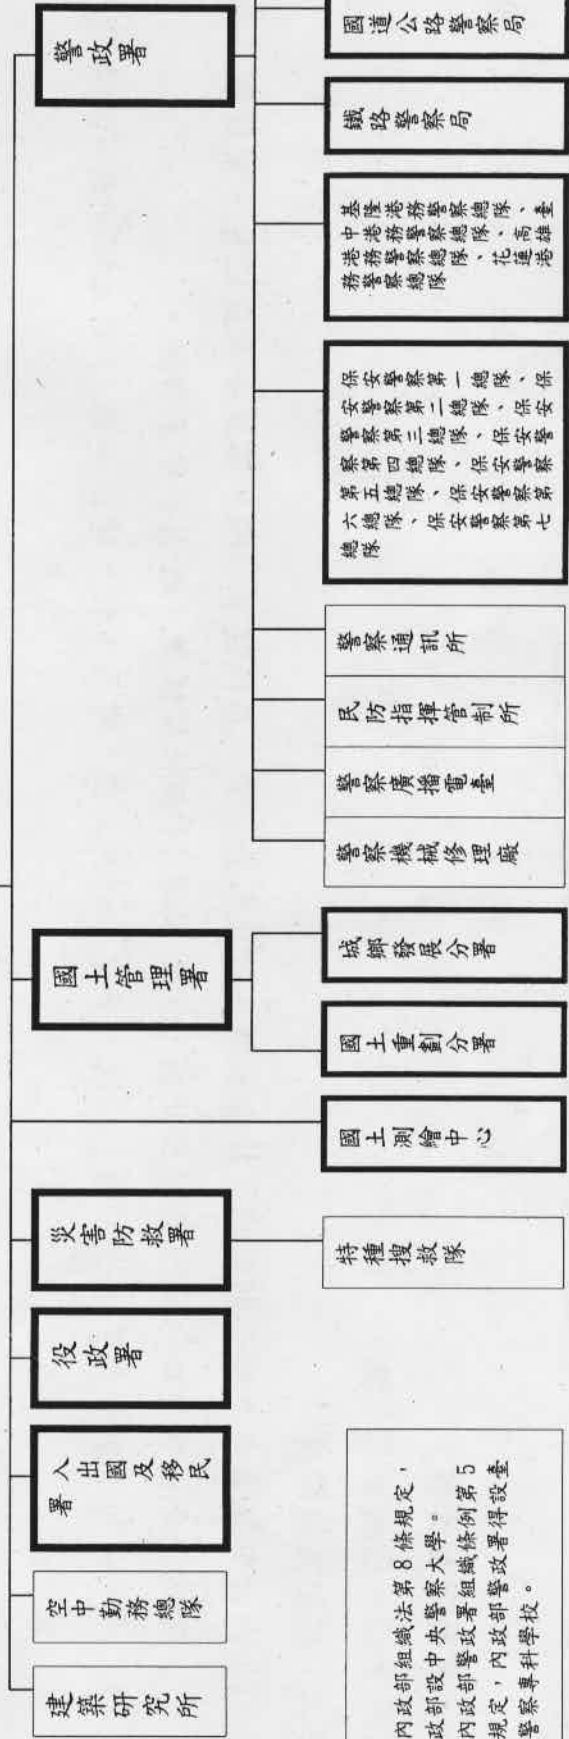 警政署
國道公路警察局
鐵路警察局
基隆港務警察總隊、臺
中港務警察總隊、高雄
港務警察總隊、花蓮港
務警察總隊
保安警察第一總隊、保
安警察第二總隊、保安
警察第三總隊、保安警
察第四總隊、保安警察
第五總隊、保安警察第
六總隊、保安警察第七
總隊
警察通訊所
民防指揮管制所
警察廣播電臺
警察機械修理廠
國土管理署
城鄉發展分署
國土重劃分署
國土測繪中心
災害防救署
特種搜救隊
役政署
入出國及移民
署
空中勤務總隊
建築研究所
內政部組織法第8條規定，
政部設中央警察大學。
內政部警政署組織條例第5
規定，內政部警政署得設臺
警察專科學校。